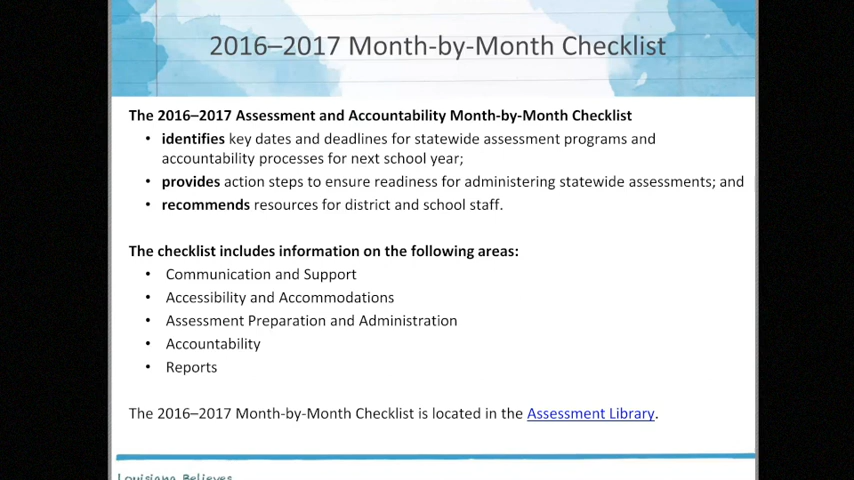 2016–2017 Month-by-Month Checklist
The 2016–2017 Assessment and Accountability Month-by-Month Checklist
• identifies key dates and deadlines for statewide assessment programs and
accountability processes for next school year;
• provides action steps to ensure readiness for administering statewide assessments; and
• recommends resources for district and school staff.
The checklist includes information on the following areas:
• Communication and Support
• Accessibility and Accommodations
• Assessment Preparation and Administration
• Accountability
• Reports
The 2016–2017 Month-by-Month Checklist is located in the Assessment Library.
Louisiana Believes